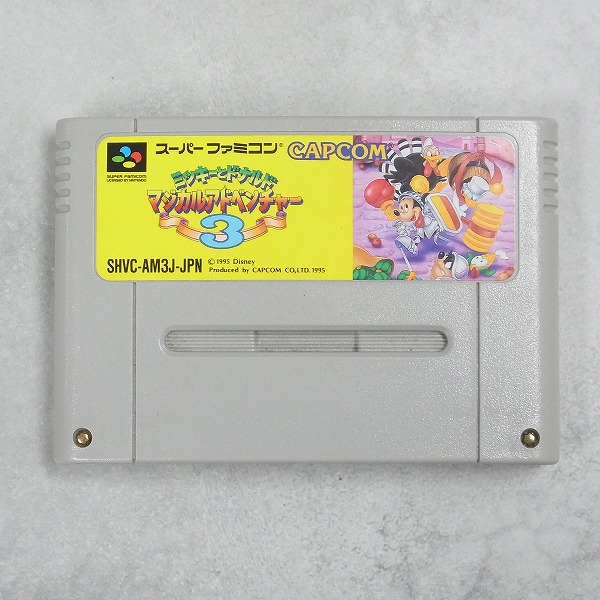 スーパーファミコン® CAPCOM
SUPER FAMICOM
LICENSED BY NINTENDO
ミッキーとドナルド
マジカルアドベンチャー
3
SHVC-AM3J-JPN
© 1995 Disney
Produced by CAPCOM CO., LTD. 1995